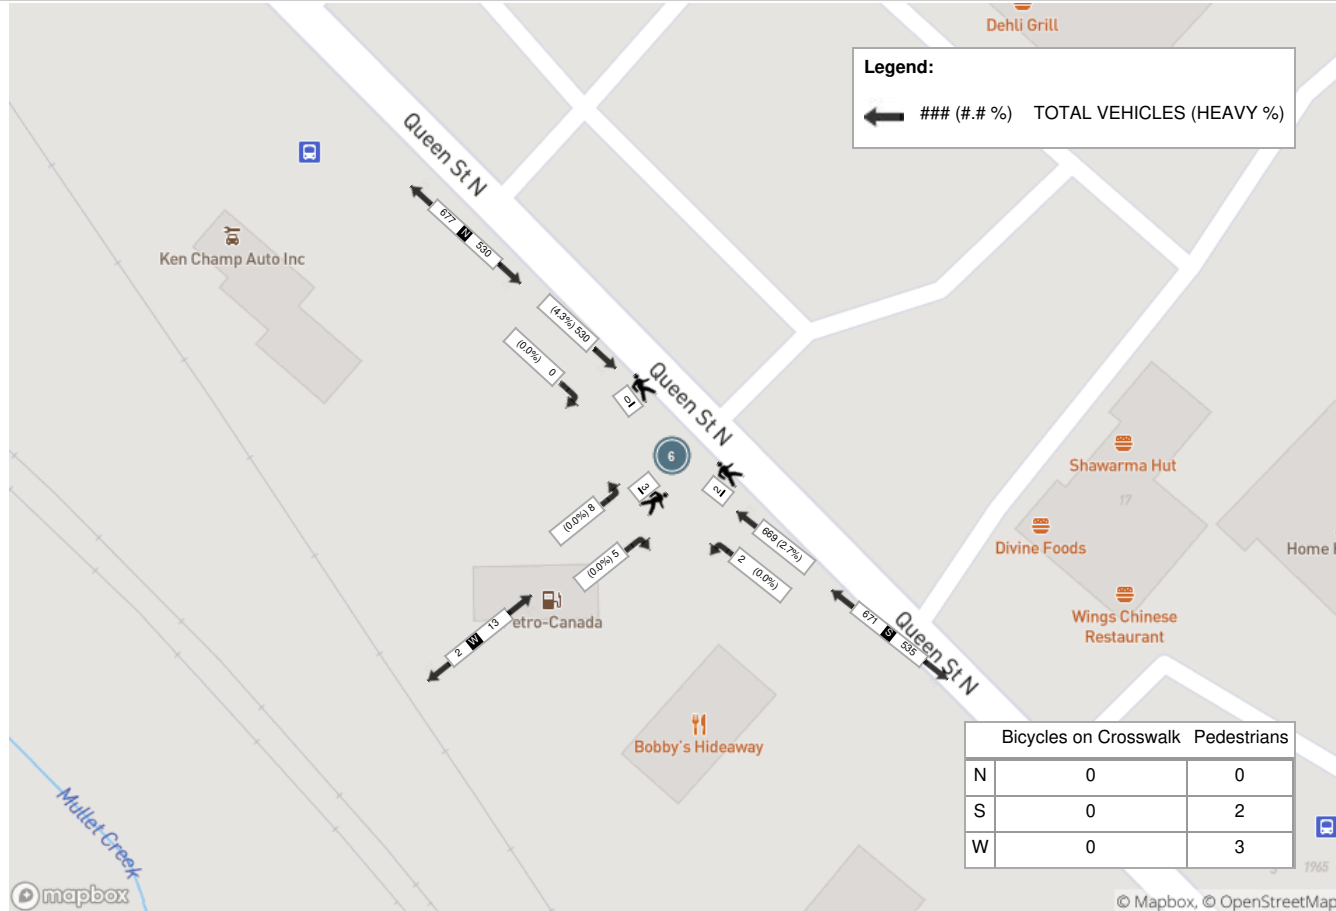 Dehli Grill
Legend:
### (#.# %) TOTAL VEHICLES (HEAVY %)
Queen St N
Ken Champ Auto Inc
677 N 530
(4.3%) 530
(0.0%) 0
Queen St N
0
6
3
2
(0.0%) 8
(0.0%) 5
669 (2.7%)
2 (0.0%)
Shawarma Hut
17
Divine Foods
Home
Wings Chinese
Restaurant
etro-Canada
2 W 13
671 S 535
Queen St N
Bobby's Hideaway
Bicycles on Crosswalk Pedestrians
N 0 0
S 0 2
W 0 3
Mullet Creek
1965
mapbox
© Mapbox, © OpenStreetMap